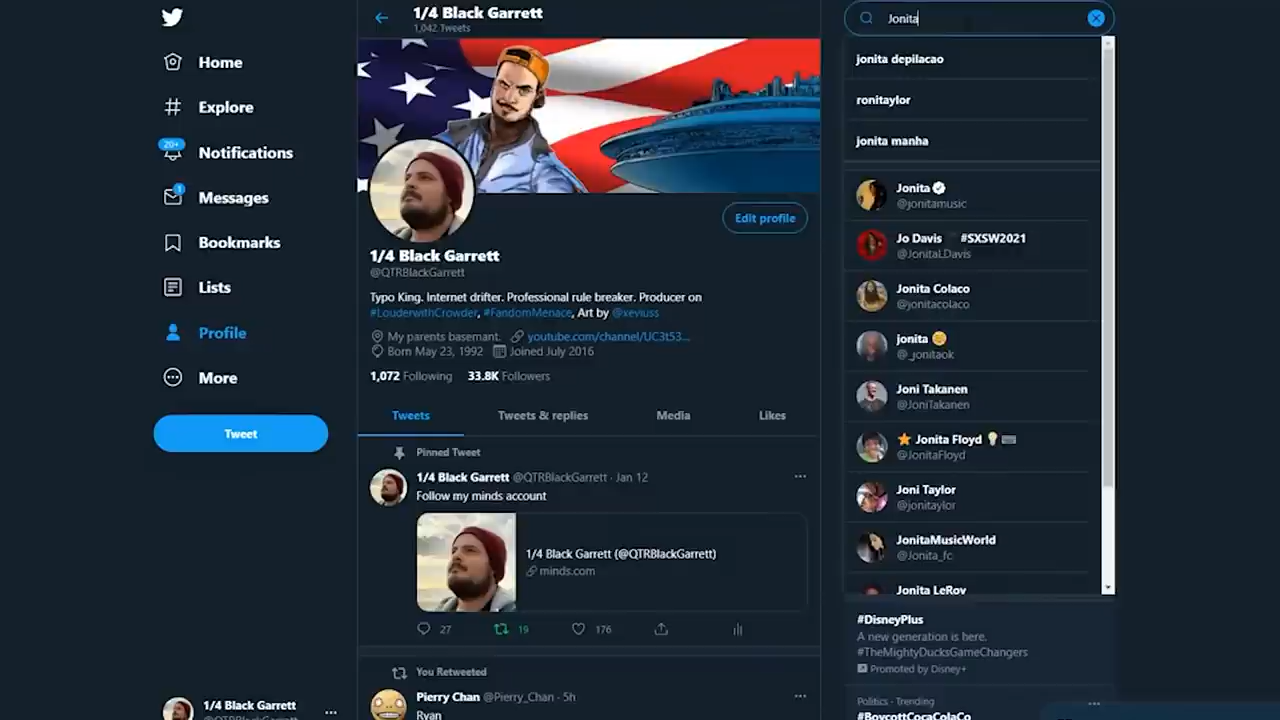 Home
Explore
20+
Notifications
1
Messages
Bookmarks
Lists
Profile
More
Tweet
1/4 Black Garrett
1/4 Black Garrett
1,042 Tweets
Edit profile
1/4 Black Garrett
@QTRBlackGarrett
Typo King. Internet drifter. Professional rule breaker. Producer on
#LouderwithCrowder, #FandomMenace, Art by @xeviuss
My parents basemant. youtube.com/channel/UC3t53...
Born May 23, 1992 Joined July 2016
1,072 Following 33.8K Followers
Tweets Tweets & replies Media Likes
Pinned Tweet
1/4 Black Garrett @QTRBlackGarrett · Jan 12
Follow my minds account
1/4 Black Garrett (@QTRBlackGarrett)
minds.com
27 19 176
You Retweeted
Pierry Chan @Pierry_Chan · 5h
Ryan
Jonita
jonita depilacao
ronitaylor
jonita manha
Jonita
@jonitamusic
Jo Davis #SXSW2021
@JonitaLDavis
Jonita Colaco
@jonitacolaco
jonita
@_jonitaok
Joni Takanen
@JoniTakanen
Jonita Floyd
@JonitaFloyd
Joni Taylor
@jonitaylor
JonitaMusicWorld
@Jonita_fc
Jonita LeRoy
#DisneyPlus
A new generation is here.
#TheMightyDucksGameChangers
Promoted by Disney+
Politics · Trending
#BoycottCocaColaCo